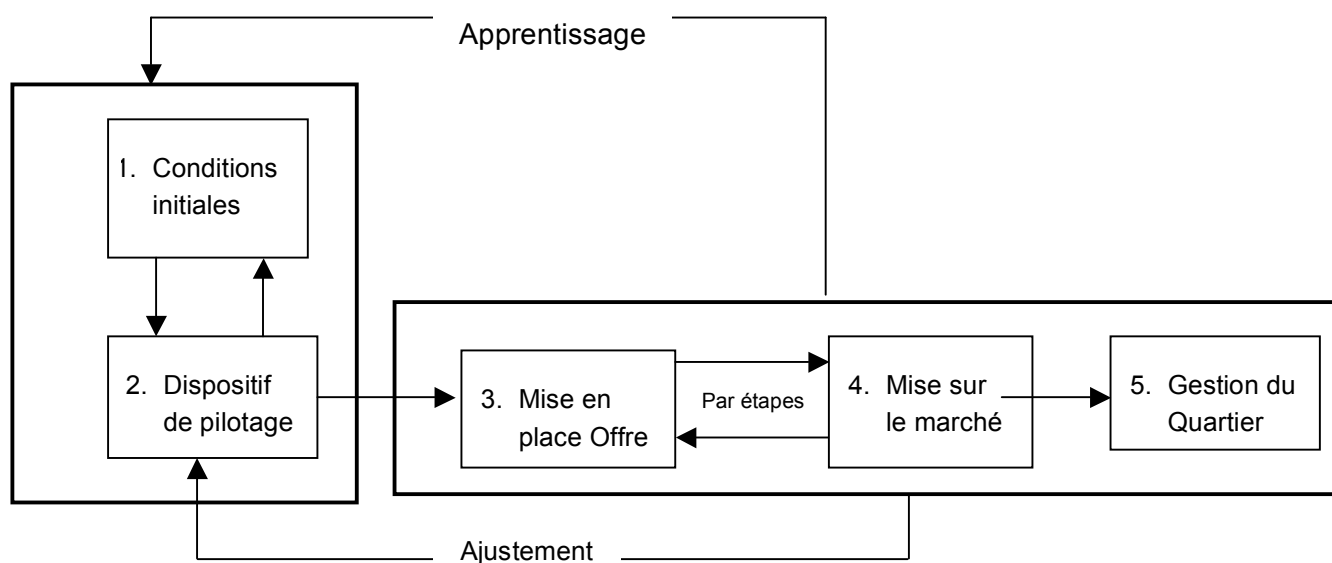 Apprentissage
1. Conditions
initiales
2. Dispositif
de pilotage
3. Mise en
place Offre
Par étapes
4. Mise sur
le marché
5. Gestion du
Quartier
Ajustement